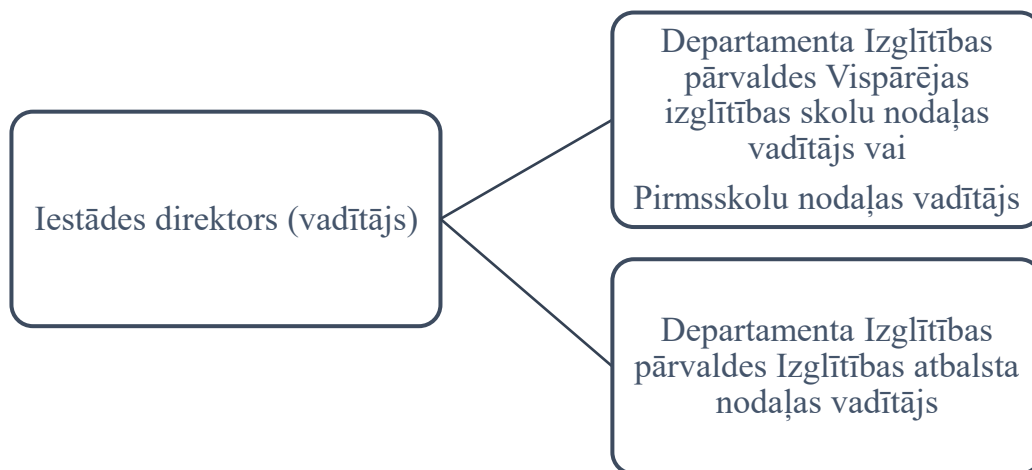 Iestādes direktors (vadītājs)
Departamenta Izglītības
pārvaldes Vispārējas
izglītības skolu nodaļas
vadītājs vai
Pirmsskolu nodaļas vadītājs
Departamenta Izglītības
pārvaldes Izglītības atbalsta
nodaļas vadītājs